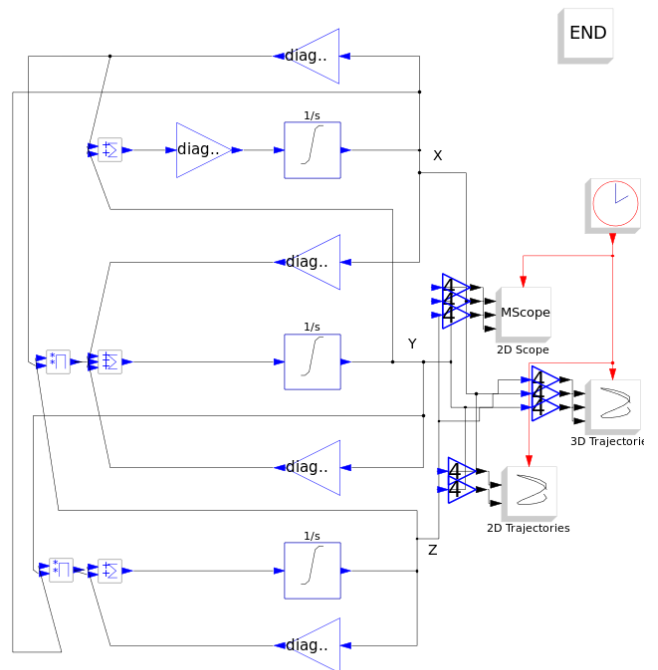 END
diag..
1/s
diag..
X
diag..
4
4
4
MScope
2D Scope
1/s
Y
4
4
4
3D Trajectorie
diag..
4
4
2D Trajectories
1/s
Z
diag..